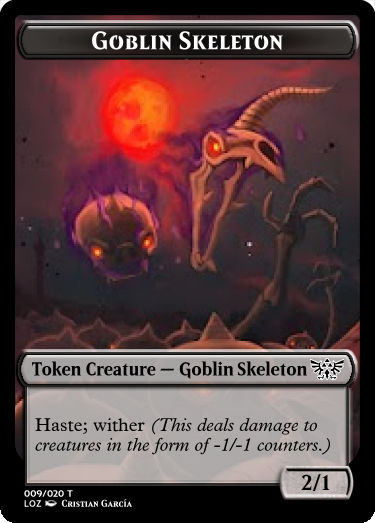 Goblin Skeleton
Token Creature — Goblin Skeleton
Haste; wither (This deals damage to
creatures in the form of -1/-1 counters.)
2/1
009/020 T
LOZ Cristian García